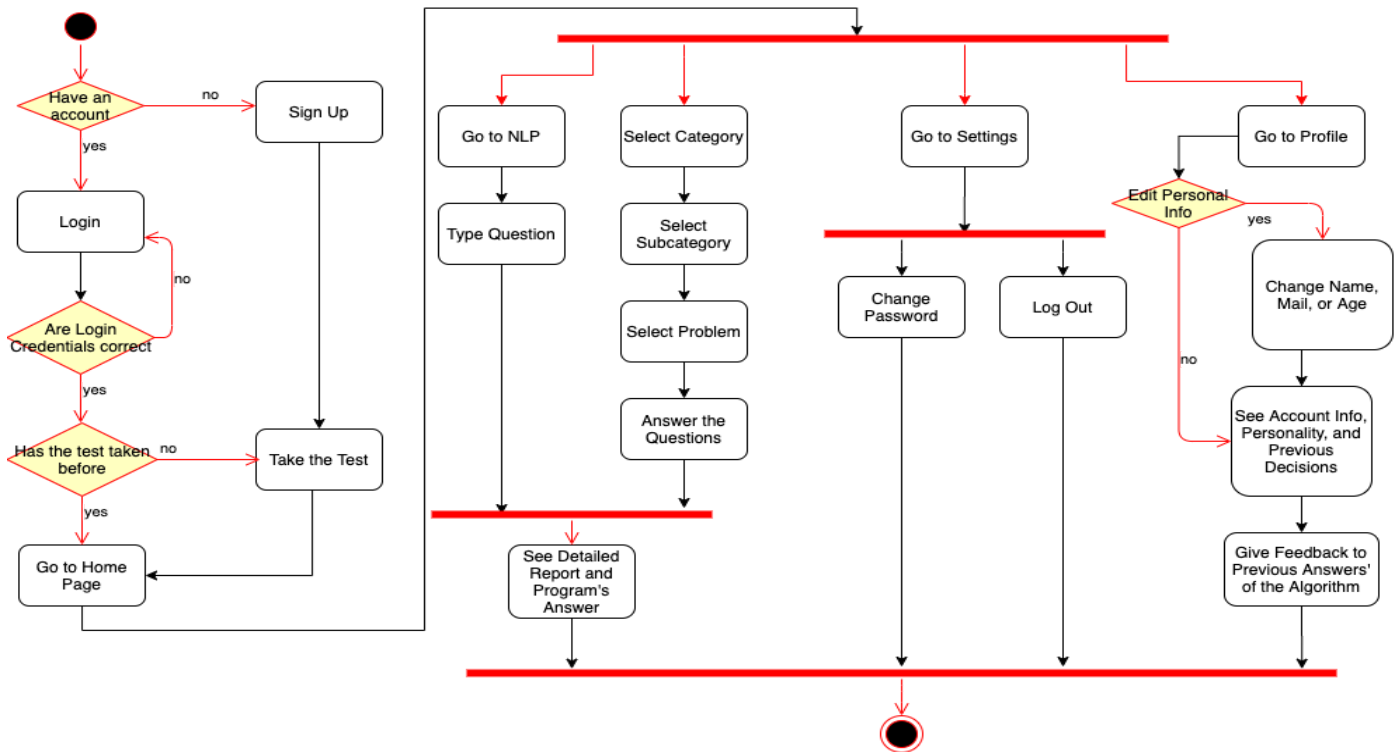 Have an
account
no
Sign Up
yes
Login
no
Are Login
Credentials correct
yes
Has the test taken
before
no
Take the Test
yes
Go to Home
Page
Go to NLP
Type Question
Select Category
Select
Subcategory
Select Problem
Answer the
Questions
See Detailed
Report and
Program's
Answer
Go to Settings
Change
Password
Log Out
Go to Profile
Edit Personal
Info
yes
Change Name,
Mail, or Age
no
See Account Info,
Personality, and
Previous
Decisions
Give Feedback to
Previous Answers'
of the Algorithm